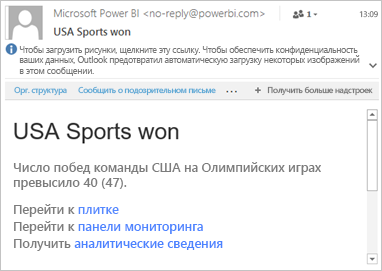 Microsoft Power BI <no-reply@powerbi.com>
1
13:09
USA Sports won
Чтобы загрузить рисунки, щелкните эту ссылку. Чтобы обеспечить конфиденциальность
ваших данных, Outlook предотвратил автоматическую загрузку некоторых изображений
в этом сообщении.
Орг. структура Сообщить о подозрительном письме ... + Получить больше надстроек
USA Sports won
Число побед команды США на Олимпийских играх
превысило 40 (47).
Перейти к плитке
Перейти к панели мониторинга
Получить аналитические сведения